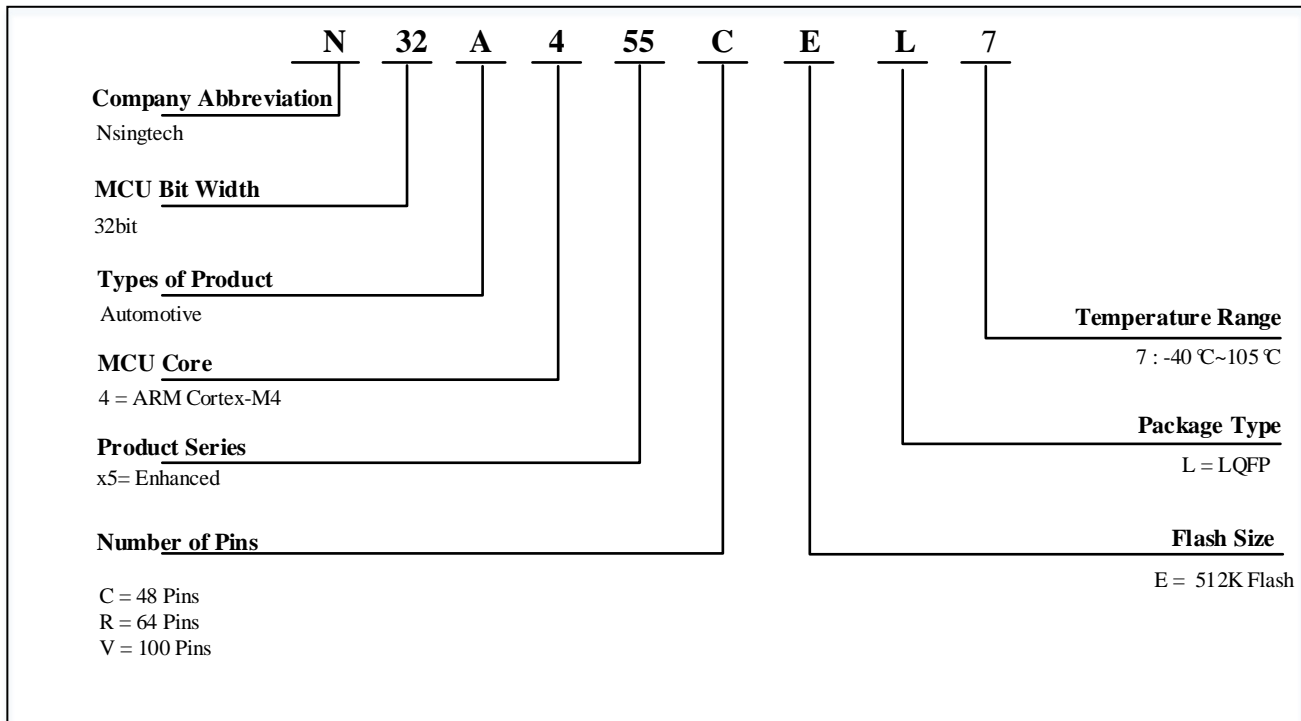 N 32 A 4 55 C E L 7
Company Abbreviation
Nsingtech
MCU Bit Width
32bit
Types of Product
Automotive
MCU Core
4 = ARM Cortex-M4
Product Series
x5= Enhanced
Number of Pins
C = 48 Pins
R = 64 Pins
V = 100 Pins
Temperature Range
7 : -40 ℃~105 ℃
Package Type
L = LQFP
Flash Size
E = 512K Flash